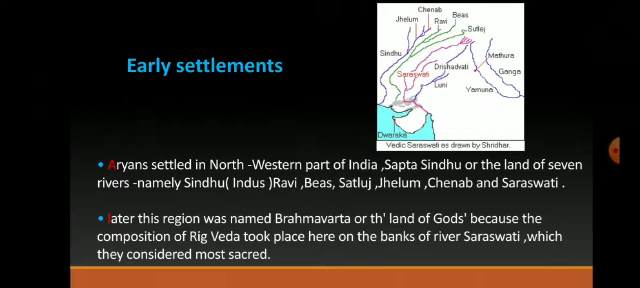 Early settlements
Chenab
Beas
Jhelum
Ravi
Sutlej
Sindhu
Mathura
Drishadvati
Saraswati
Ganga
Luni
Yamuna
Dwaraka
Vedic Saraswati as drawn by Shridhar.
• Aryans settled in North -Western part of India ,Sapta Sindhu or the land of seven
rivers -namely Sindhu( Indus )Ravi ,Beas, Satluj ,Jhelum ,Chenab and Saraswati .
• later this region was named Brahmavarta or th' land of Gods' because the
composition of Rig Veda took place here on the banks of river Saraswati ,which
they considered most sacred.